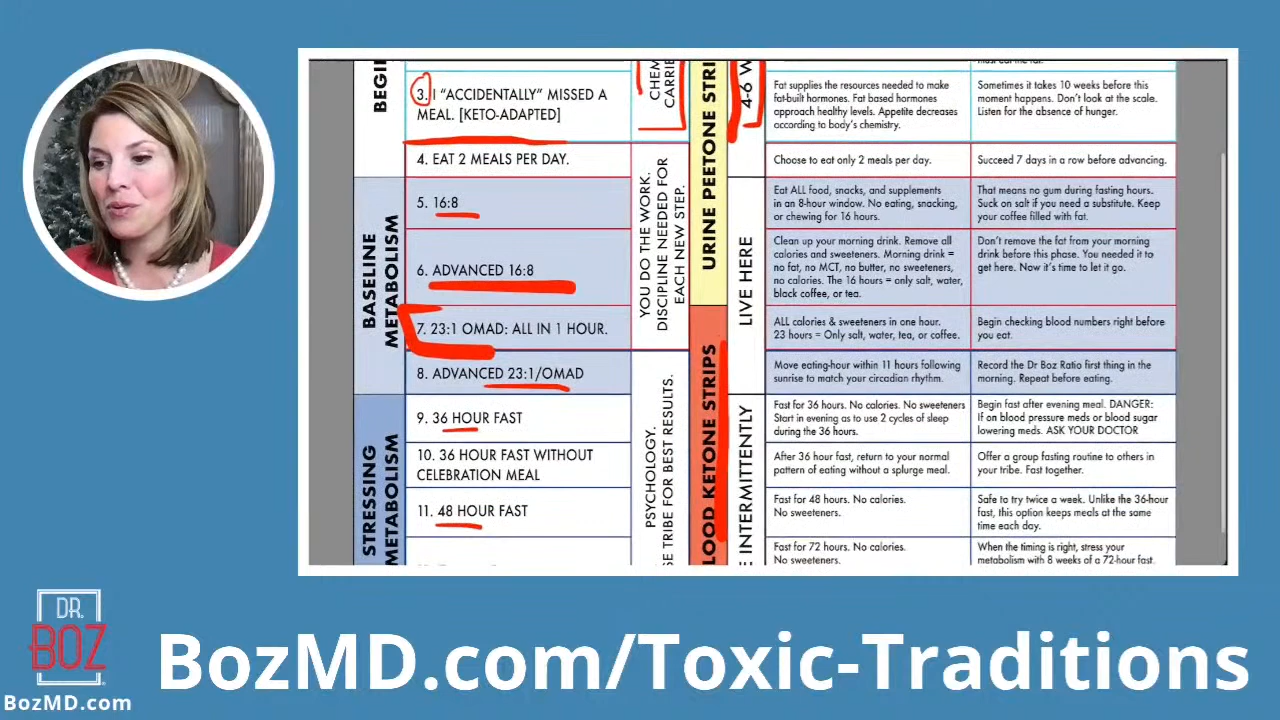 BEGI
3. I "ACCIDENTALLY" MISSED A
MEAL. [KETO-ADAPTED]
4. EAT 2 MEALS PER DAY.
BASELINE
METABOLISM
5. 16:8
6. ADVANCED 16:8
7. 23:1 OMAD: ALL IN 1 HOUR.
8. ADVANCED 23:1/OMAD
STRESSING
METABOLISM
9. 36 HOUR FAST
10. 36 HOUR FAST WITHOUT
CELEBRATION MEAL
11. 48 HOUR FAST
CHEM
CARRIE
YOU DO THE WORK.
DISCIPLINE NEEDED FOR
EACH NEW STEP.
PSYCHOLOGY.
SE TRIBE FOR BEST RESULTS.
URINE PEETONE STRI
LOOD KETONE STRIPS
4-6 W
LIVE HERE
E INTERMITTENTLY
Fat supplies the resources needed to make
fat-built hormones. Fat based hormones
approach healthy levels. Appetite decreases
according to body's chemistry.
Sometimes it takes 10 weeks before this
moment happens. Don't look at the scale.
Listen for the absence of hunger.
Choose to eat only 2 meals per day.
Succeed 7 days in a row before advancing.
Eat ALL food, snacks, and supplements
in an 8-hour window. No eating, snacking,
or chewing for 16 hours.
That means no gum during fasting hours.
Suck on salt if you need a substitute. Keep
your coffee filled with fat.
Clean up your morning drink. Remove all
calories and sweeteners. Morning drink =
no fat, no MCT, no butter, no sweeteners,
no calories. The 16 hours = only salt, water,
black coffee, or tea.
Don't remove the fat from your morning
drink before this phase. You needed it to
get here. Now it's time to let it go.
ALL calories & sweeteners in one hour.
23 hours = Only salt, water, tea, or coffee.
Begin checking blood numbers right before
you eat.
Move eating-hour within 11 hours following
sunrise to match your circadian rhythm.
Record the Dr Boz Ratio first thing in the
morning. Repeat before eating.
Fast for 36 hours. No calories. No sweeteners
Start in evening as to use 2 cycles of sleep
during the 36 hours.
Begin fast after evening meal. DANGER:
If on blood pressure meds or blood sugar
lowering meds. ASK YOUR DOCTOR
After 36 hour fast, return to your normal
pattern of eating without a splurge meal.
Offer a group fasting routine to others in
your tribe. Fast together.
Fast for 48 hours. No calories.
No sweeteners.
Safe to try twice a week. Unlike the 36-hour
fast, this option keeps meals at the same
time each day.
Fast for 72 hours. No calories.
No sweeteners.
When the timing is right, stress your
metabolism with 8 weeks of a 72-hour fast.
DR.
BOZ
BozMD.com
BozMD.com/Toxic-Traditions